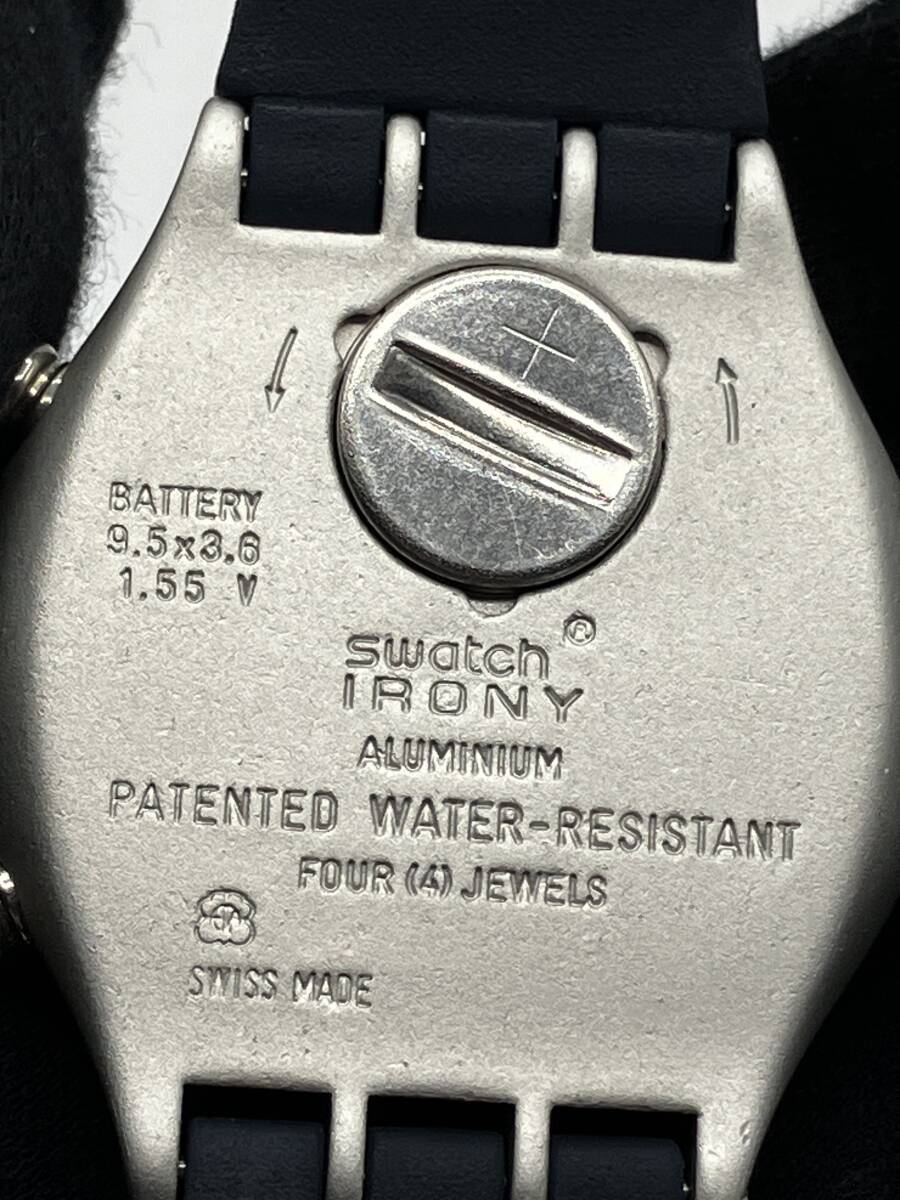 +
BATTERY
9.5x3.6
1.55 V
swatch®
IRONY
ALUMINIUM
PATENTED WATER-RESISTANT
FOUR (4) JEWELS
SWISS MADE